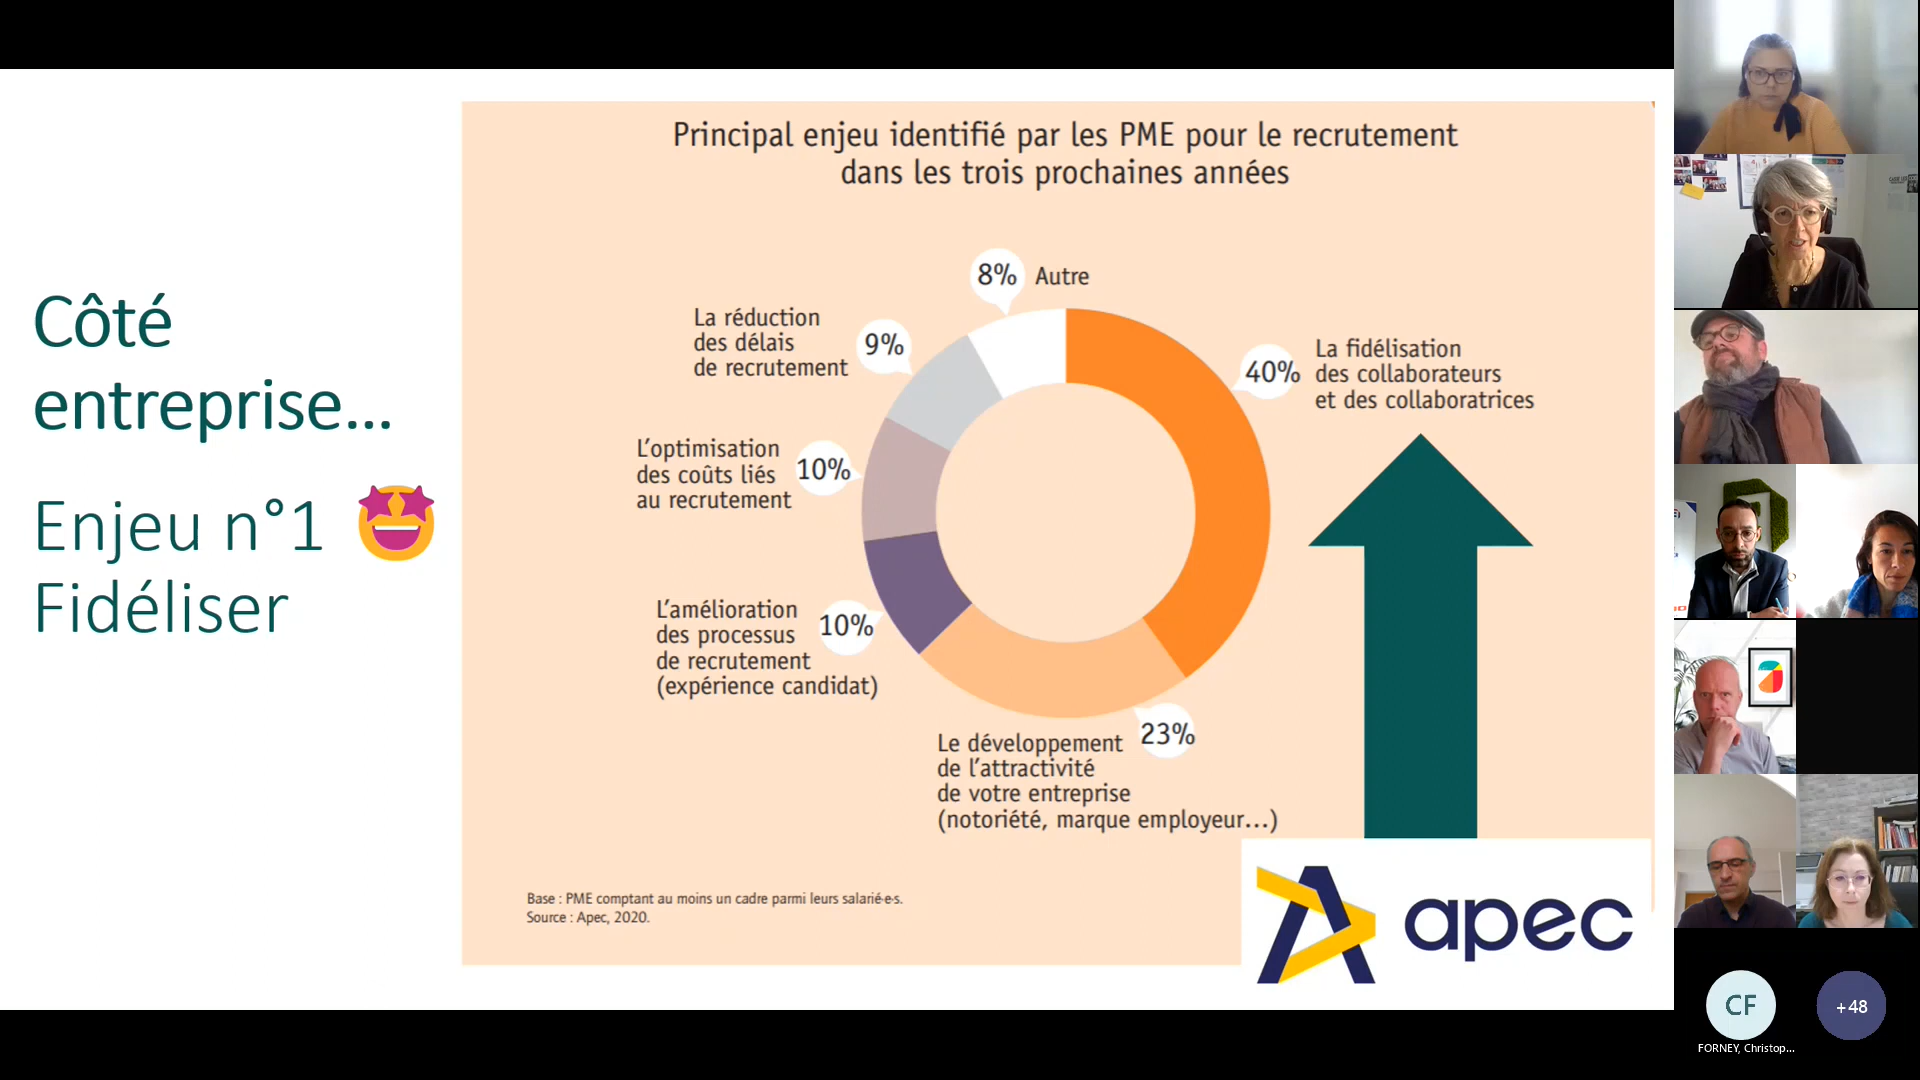 Côté
entreprise...
Enjeu n°1
Fidéliser
Principal enjeu identifié par les PME pour le recrutement
dans les trois prochaines années
8% Autre
La réduction
des délais
de recrutement
9%
40%
La fidélisation
des collaborateurs
et des collaboratrices
L'optimisation
des coûts liés
au recrutement
10%
L'amélioration
des processus
de recrutement
(expérience candidat)
10%
23%
Le développement
de l'attractivité
de votre entreprise
(notoriété, marque employeur...)
Base : PME comptant au moins un cadre parmi leurs salarié·e·s.
Source : Apec, 2020.
apec
CF
+48
FORNEY, Christop...